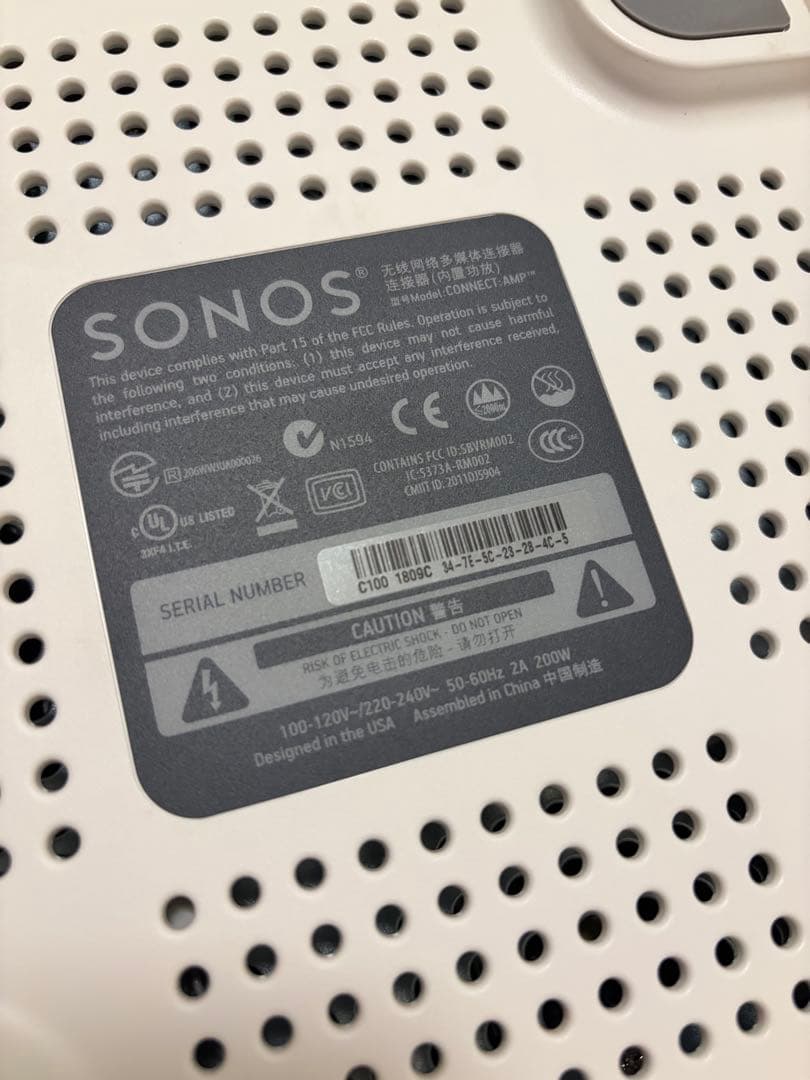 SONOS®
无线网络多媒体连接器
连接器(内置功放)
型号Model:CONNECT:AMP™
This device complies with Part 15 of the FCC Rules. Operation is subject to
the following two conditions: (1) this device may not cause harmful
interference, and (2) this device must accept any interference received,
including interference that may cause undesired operation.
N1594
CE
≤2000m
R 206WWIUA000026
CONTAINS FCC ID:SBVRM002
IC:5373A-RM002
CMIIT ID:2011DJ5904
CCC
c UL US LISTED
2XF4 I.T.E.
VCI
SERIAL NUMBER
C100 1809C 34-7E-5C-23-28-4C-5
CAUTION 警告
RISK OF ELECTRIC SHOCK - DO NOT OPEN
为避免电击的危险 - 请勿打开
100-120V~/220-240V~ 50-60Hz 2A 200W
Designed in the USA Assembled in China 中国制造